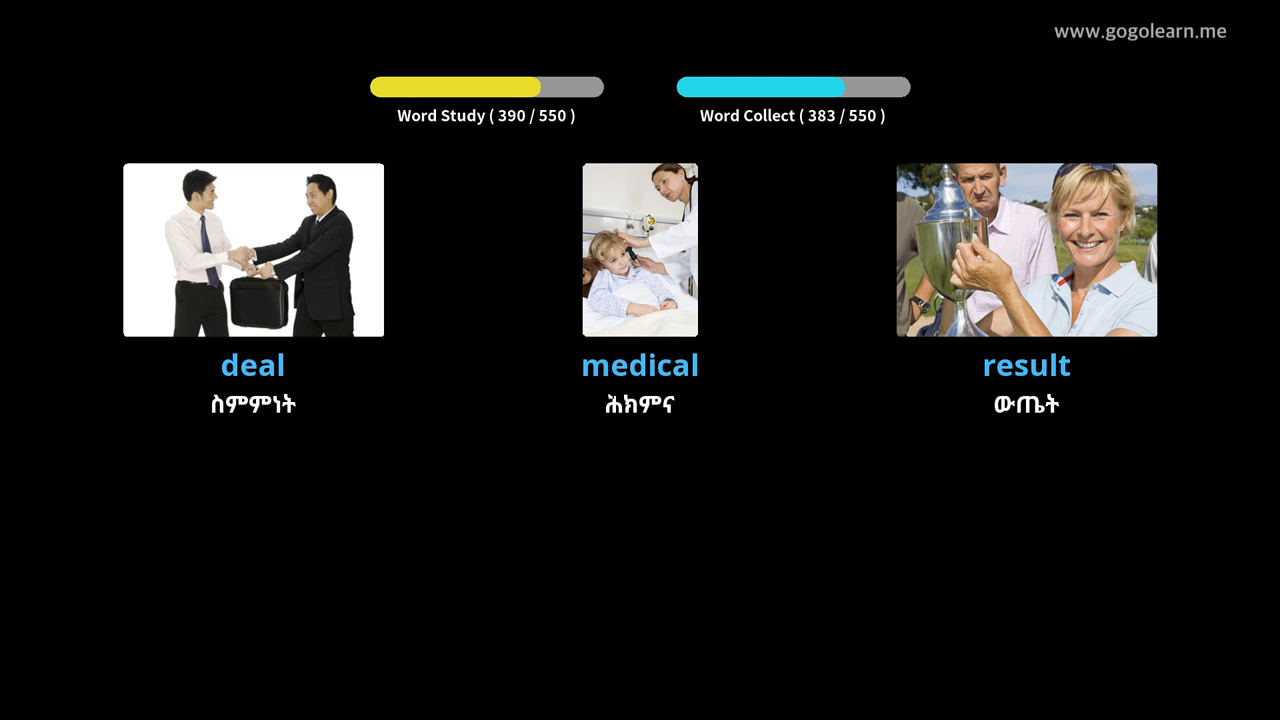 www.gogolearn.me
Word Study ( 390 / 550 )
Word Collect ( 383 / 550 )
deal
ስምምነት
medical
ሕክምና
result
ውጤት